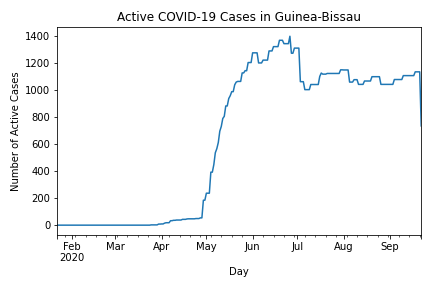 Active COVID-19 Cases in Guinea-Bissau
Number of Active Cases
1400
1200
1000
800
600
400
200
0
Feb Mar Apr May Jun Jul Aug Sep
2020
Day